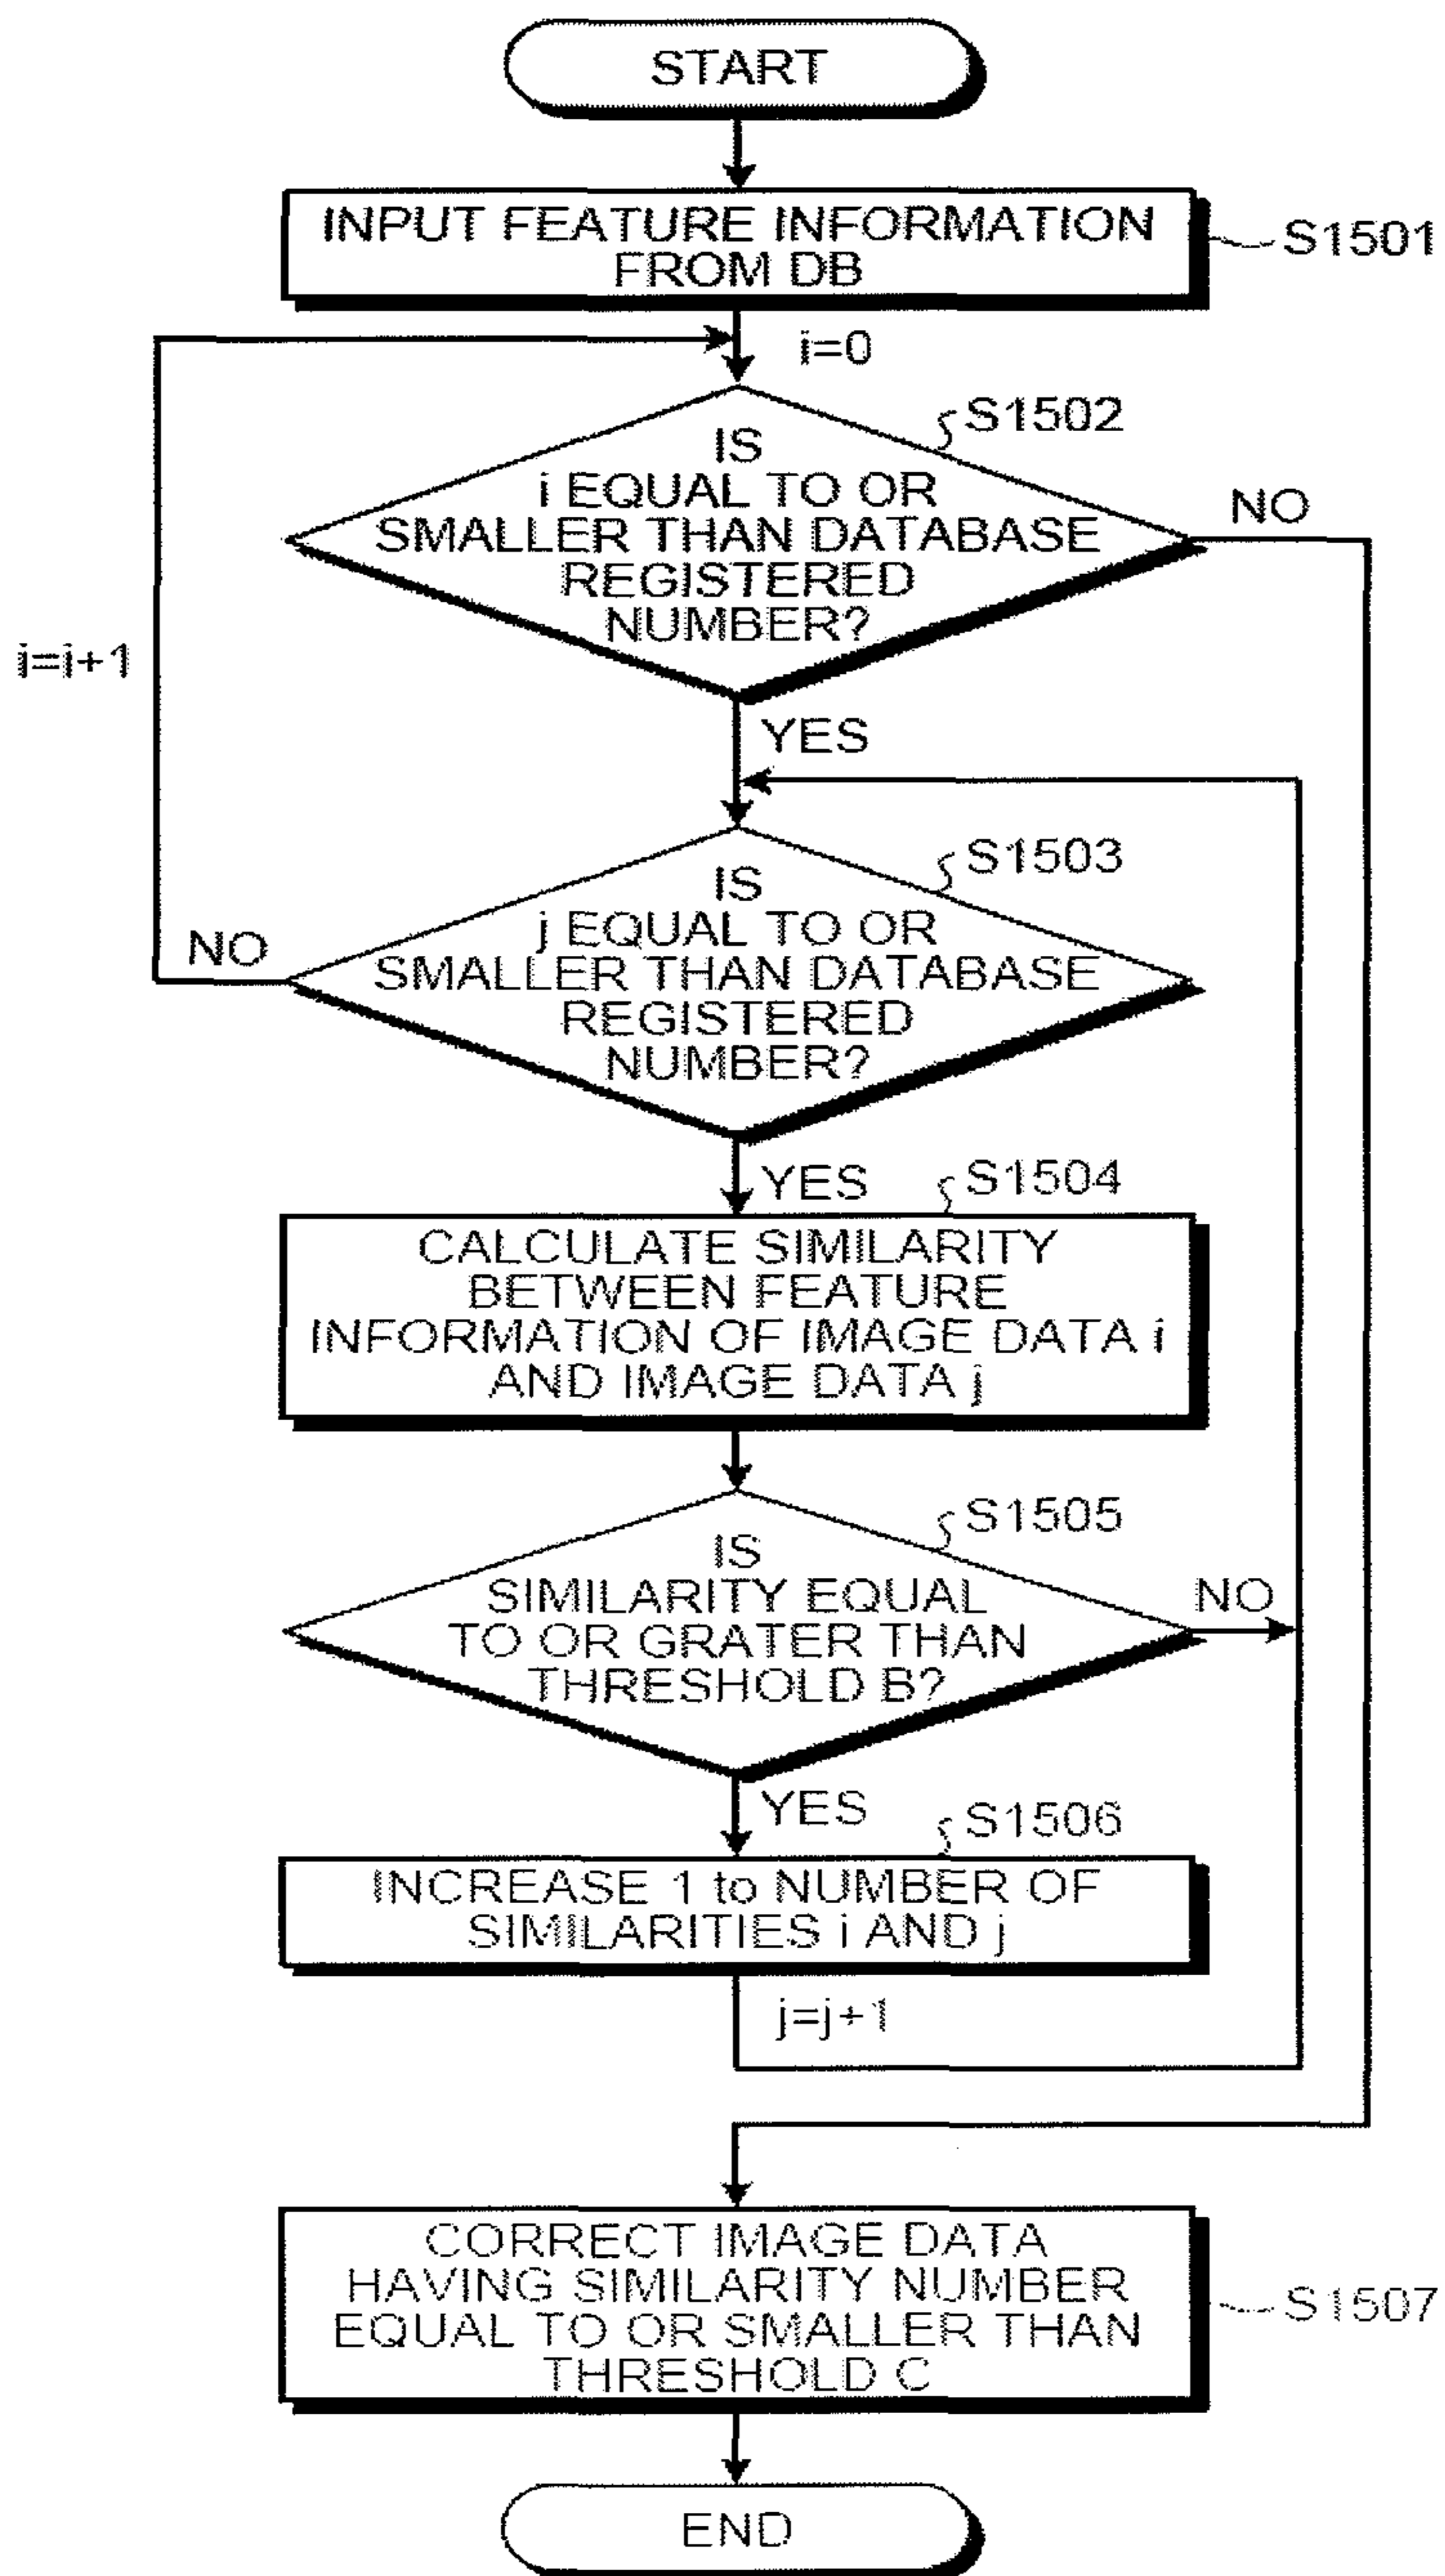 START
INPUT FEATURE INFORMATION
FROM DB
S1501
i=0
S1502
IS
i EQUAL TO OR
SMALLER THAN DATABASE
REGISTERED
NUMBER?
NO
i=i+1
YES
S1503
IS
j EQUAL TO OR
SMALLER THAN DATABASE
REGISTERED
NUMBER?
NO
YES
S1504
CALCULATE SIMILARITY
BETWEEN FEATURE
INFORMATION OF IMAGE DATA i
AND IMAGE DATA j
S1505
IS
SIMILARITY EQUAL
TO OR GRATER THAN
THRESHOLD B?
NO
YES
S1506
INCREASE 1 to NUMBER OF
SIMILARITIES i AND j
j=j+1
CORRECT IMAGE DATA
HAVING SIMILARITY NUMBER
EQUAL TO OR SMALLER THAN
THRESHOLD C
S1507
END